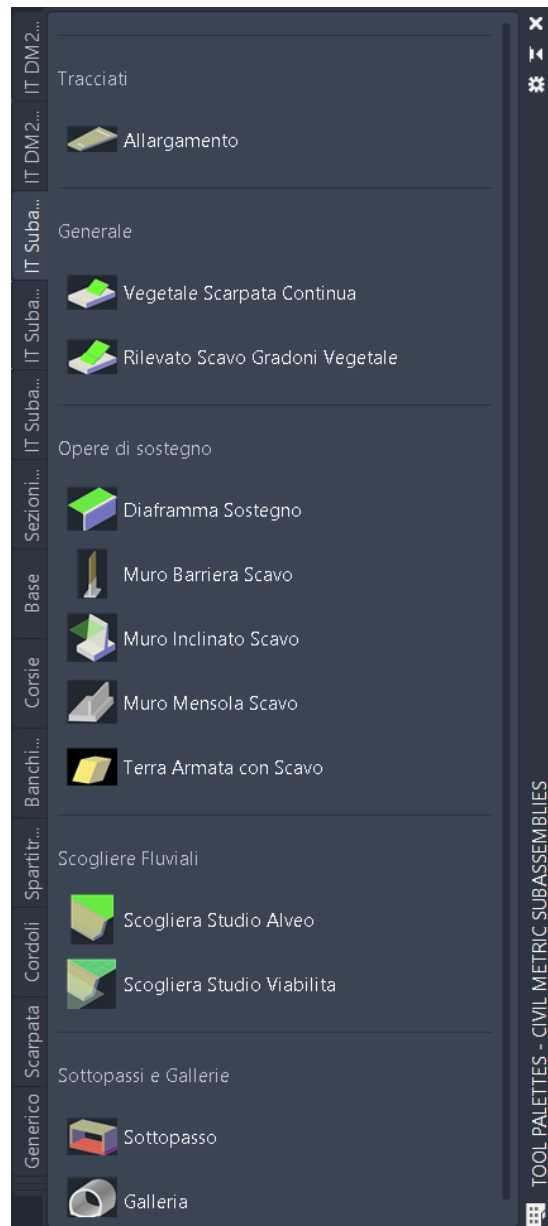 IT DM2...
IT DM2...
IT Suba...
IT Suba...
IT Suba...
Sezioni...
Base
Corsie
Banchi...
Spartitr...
Cordoli
Scarpata
Generico
Tracciati
Allargamento
Generale
Vegetale Scarpata Continua
Rilevato Scavo Gradoni Vegetale
Opere di sostegno
Diaframma Sostegno
Muro Barriera Scavo
Muro Inclinato Scavo
Muro Mensola Scavo
Terra Armata con Scavo
Scogliere Fluviali
Scogliera Studio Alveo
Scogliera Studio Viabilita
Sottopassi e Gallerie
Sottopasso
Galleria
TOOL PALETTES - CIVIL METRIC SUBASSEMBLIES